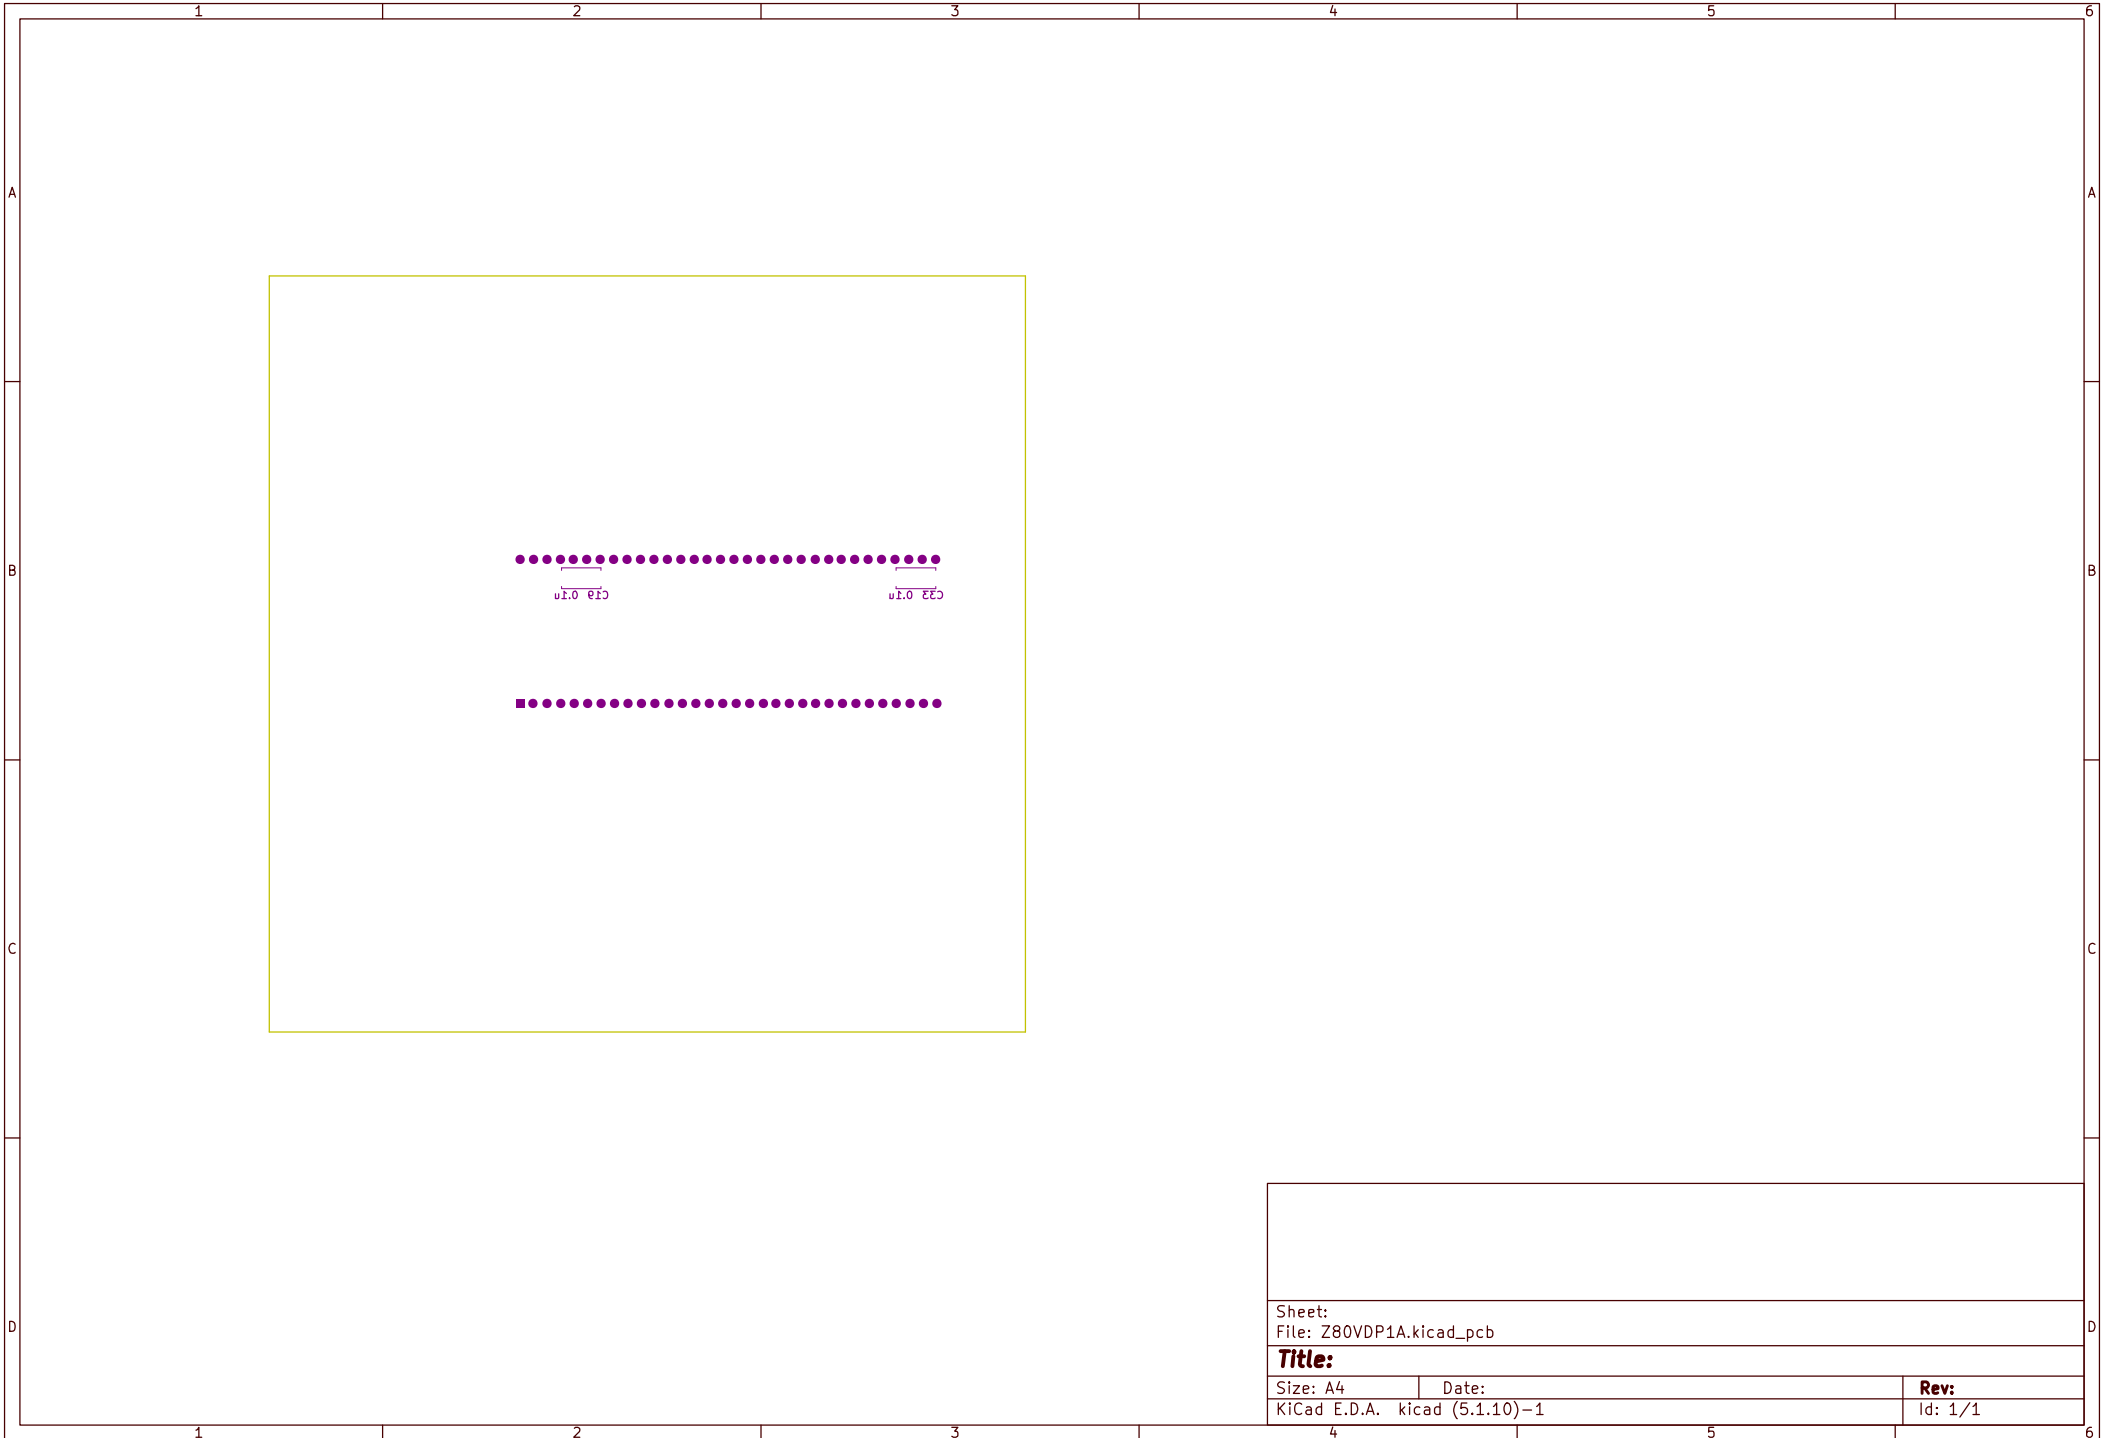 1 2 3 4 5 6
A A
B B
C19 0.1u C33 0.1u
C C
D D
Sheet:
File: Z80VDP1A.kicad_pcb
Title:
Size: A4 Date: Rev:
KiCad E.D.A. kicad (5.1.10)-1 Id: 1/1
1 2 3 4 5 6